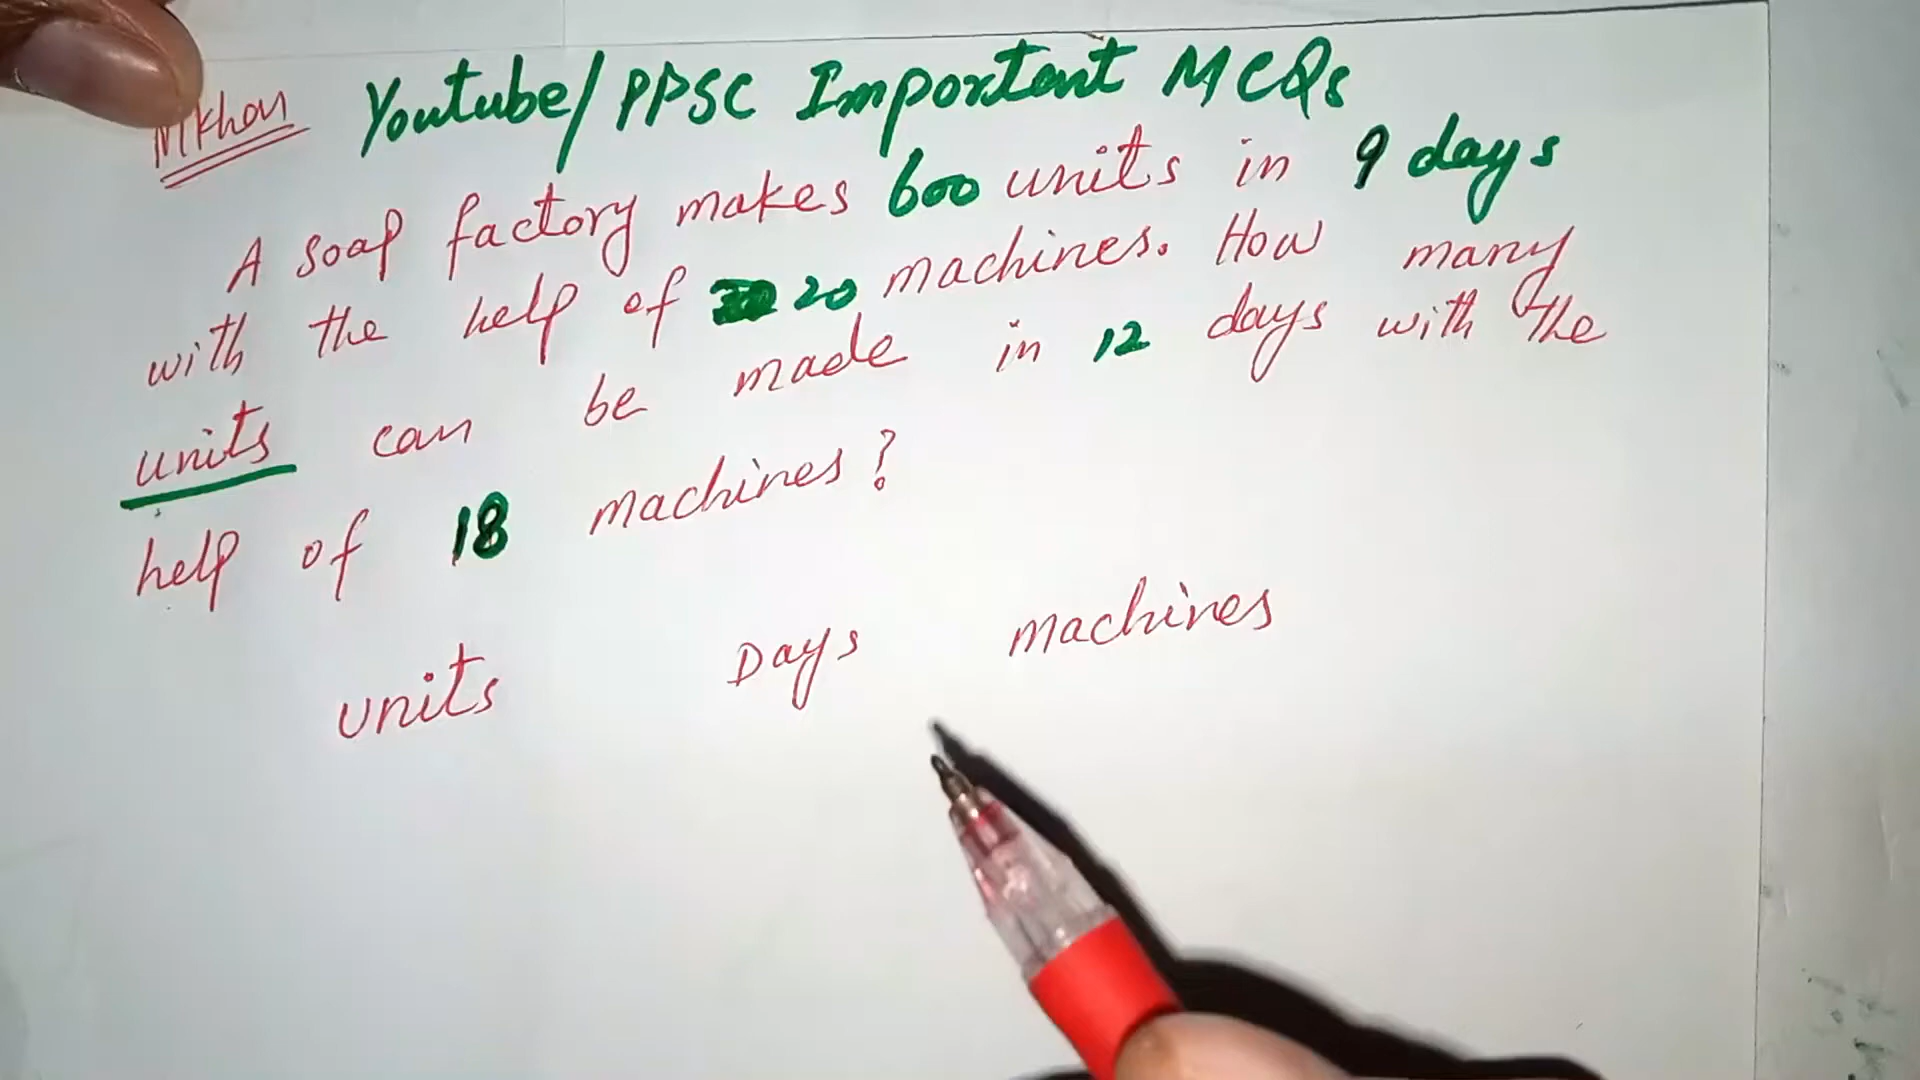 MKhan Youtube/PPSC Important MCQs
A soap factory makes 600 units in 9 days
with the help of 20 machines. How many
units can be made in 12 days with the
help of 18 machines?
units Days Machines